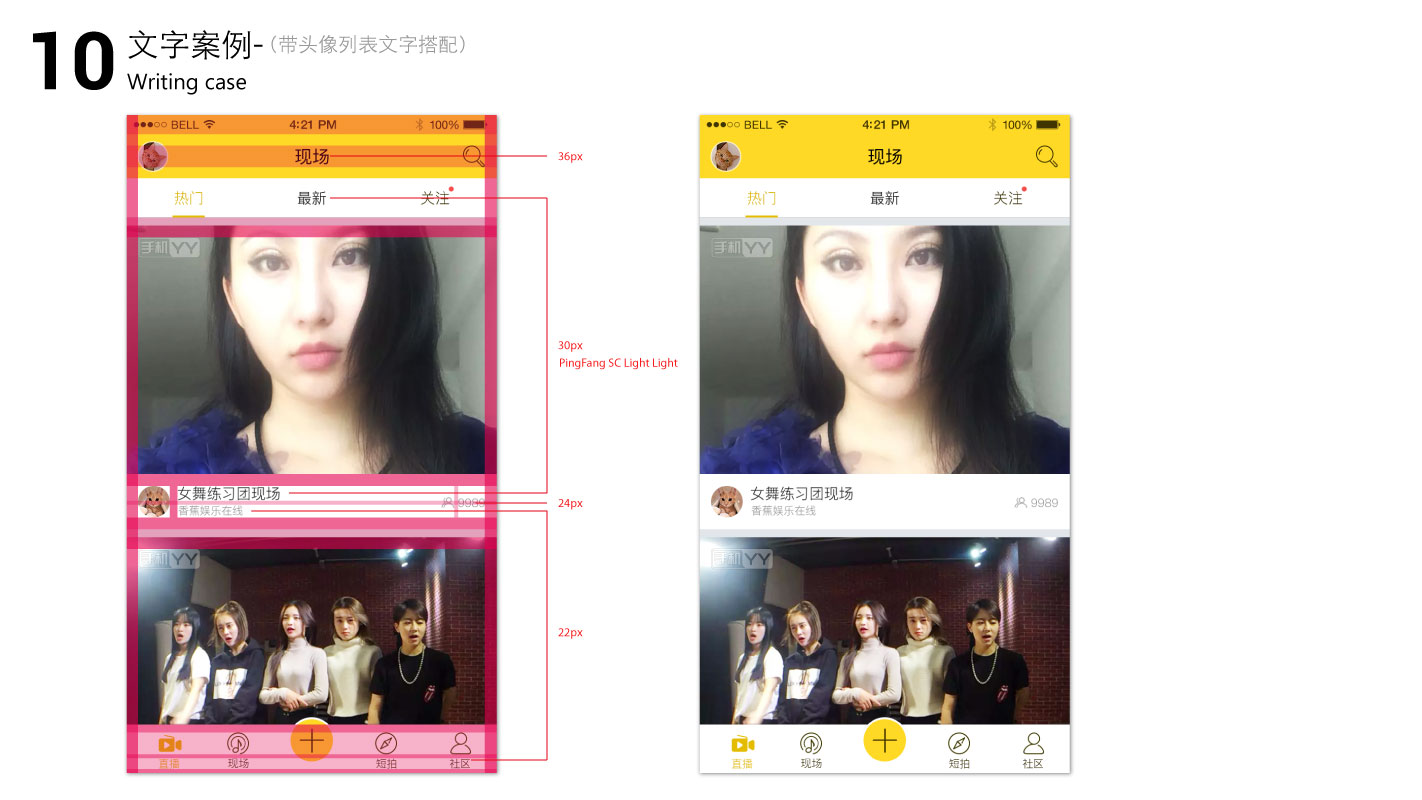 10
文字案例-（带头像列表文字搭配）
Writing case
BELL 4:21 PM 100%
现场
热门 最新 关注
手机YY
女舞练习团现场
香蕉娱乐在线
9989
手机YY
直播 现场 短拍 社区
36px
30px
PingFang SC Light Light
24px
22px
BELL 4:21 PM 100%
现场
热门 最新 关注
手机YY
女舞练习团现场
香蕉娱乐在线
9989
手机YY
直播 现场 短拍 社区